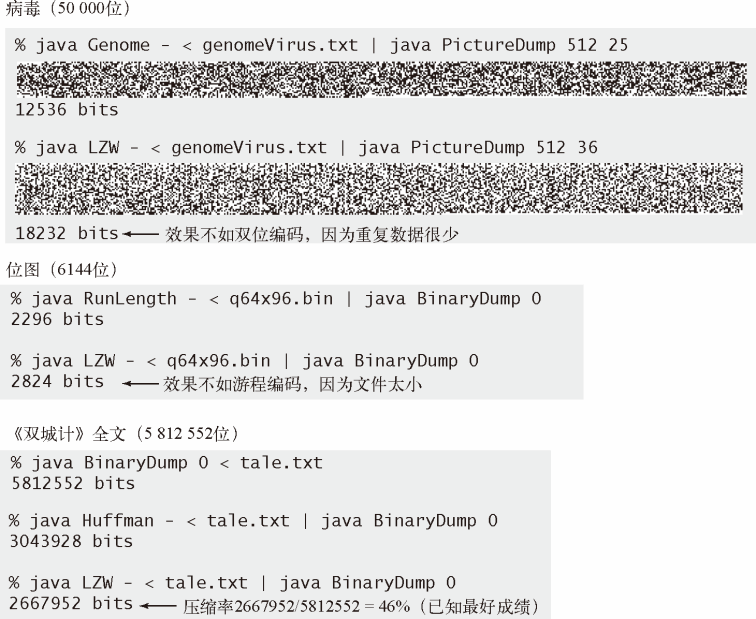 病毒（50 000位）
% java Genome - < genomeVirus.txt | java PictureDump 512 25
12536 bits
% java LZW - < genomeVirus.txt | java PictureDump 512 36
18232 bits 效果不如双位编码，因为重复数据很少
位图（6144位）
% java RunLength - < q64x96.bin | java BinaryDump 0
2296 bits
% java LZW - < q64x96.bin | java BinaryDump 0
2824 bits 效果不如游程编码，因为文件太小
《双城计》全文（5 812 552位）
% java BinaryDump 0 < tale.txt
5812552 bits
% java Huffman - < tale.txt | java BinaryDump 0
3043928 bits
% java LZW - < tale.txt | java BinaryDump 0
2667952 bits 压缩率2667952/5812552 = 46%（已知最好成绩）